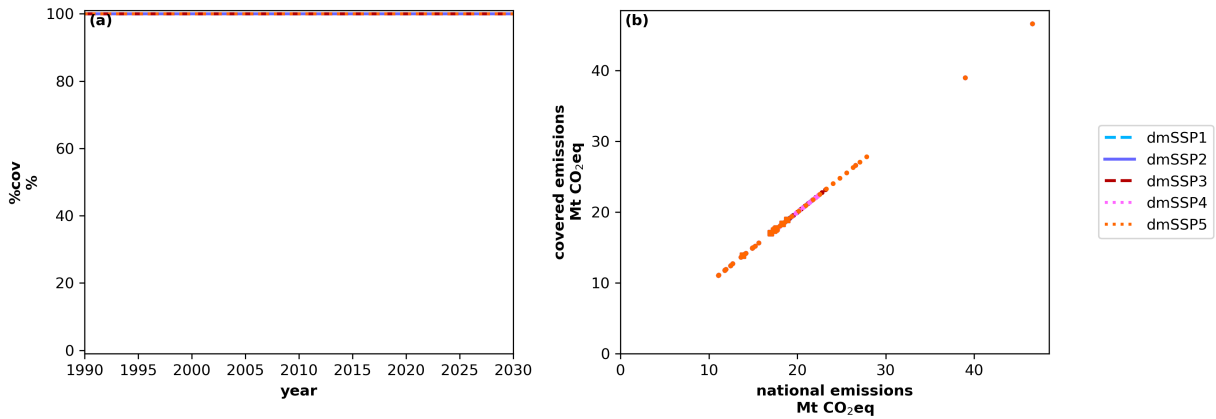 (a)
100
80
60
40
20
0
%cov
%
1990 1995 2000 2005 2010 2015 2020 2025 2030
year
(b)
40
30
20
10
0
covered emissions
Mt CO₂eq
0 10 20 30 40
national emissions
Mt CO₂eq
dmSSP1
dmSSP2
dmSSP3
dmSSP4
dmSSP5